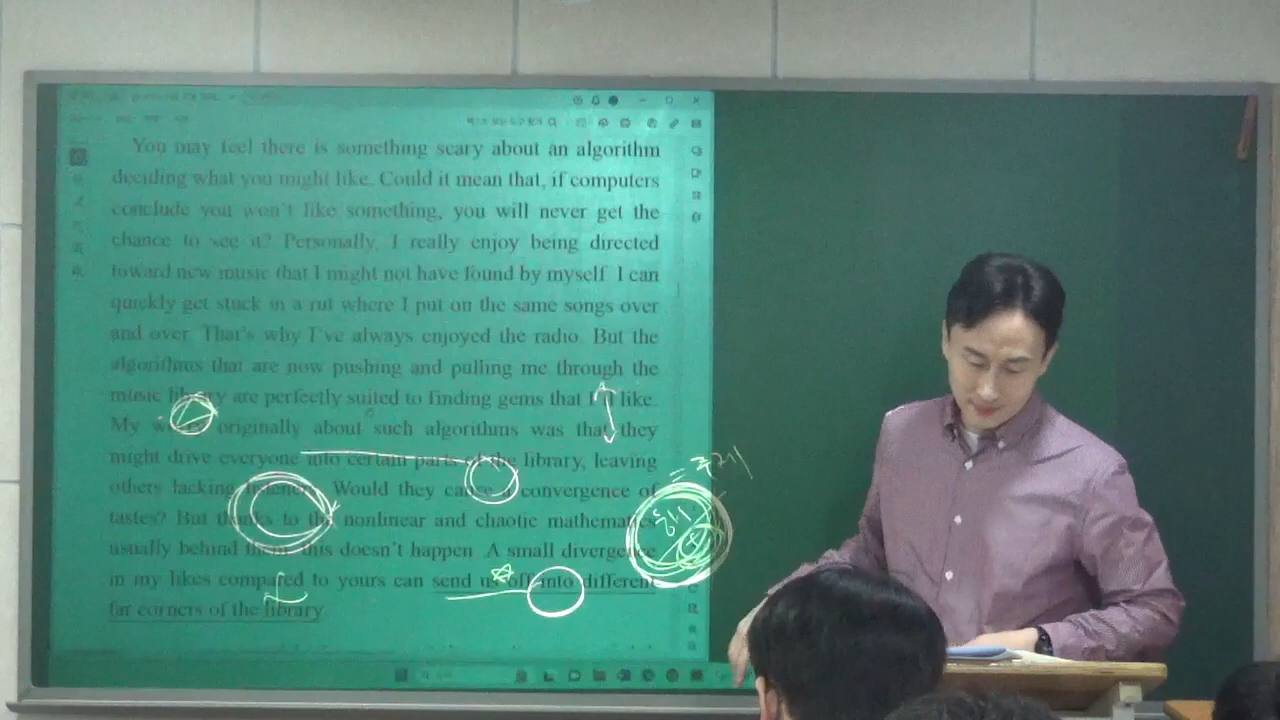 You may feel there is something scary about an algorithm
deciding what you might like. Could it mean that, if computers
conclude you won't like something, you will never get the
chance to see it? Personally, I really enjoy being directed
toward new music that I might not have found by myself. I can
quickly get stuck in a rut where I put on the same songs over
and over. That's why I've always enjoyed the radio. But the
algorithms that are now pushing and pulling me through the
music library are perfectly suited to finding gems that I'll like.
My originally about such algorithms was that they
might drive everyone into certain parts of the library, leaving
others lacking listeners. Would they cause a convergence of
tastes? But thanks to the nonlinear and chaotic mathematics
usually behind them, this doesn't happen. A small divergence
in my likes compared to yours can send us off into different
far corners of the library.